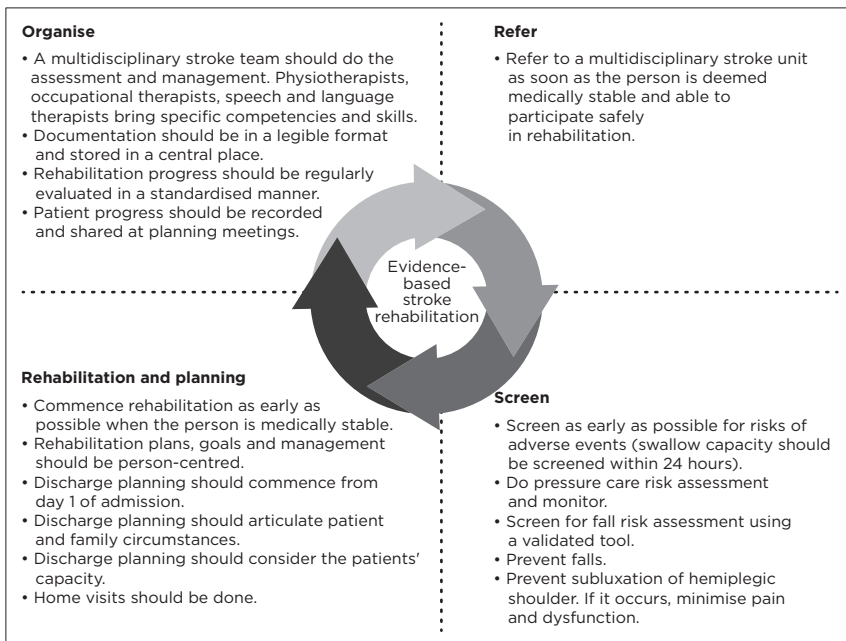 Organise
• A multidisciplinary stroke team should do the
assessment and management. Physiotherapists,
occupational therapists, speech and language
therapists bring specific competencies and skills.
• Documentation should be in a legible format
and stored in a central place.
• Rehabilitation progress should be regularly
evaluated in a standardised manner.
• Patient progress should be recorded
and shared at planning meetings.
Refer
• Refer to a multidisciplinary stroke unit
as soon as the person is deemed
medically stable and able to
participate safely
in rehabilitation.
Evidence-
based
stroke
rehabilitation
Rehabilitation and planning
• Commence rehabilitation as early as
possible when the person is medically stable.
• Rehabilitation plans, goals and management
should be person-centred.
• Discharge planning should commence from
day 1 of admission.
• Discharge planning should articulate patient
and family circumstances.
• Discharge planning should consider the patients'
capacity.
• Home visits should be done.
Screen
• Screen as early as possible for risks of
adverse events (swallow capacity should
be screened within 24 hours).
• Do pressure care risk assessment
and monitor.
• Screen for fall risk assessment using
a validated tool.
• Prevent falls.
• Prevent subluxation of hemiplegic
shoulder. If it occurs, minimise pain
and dysfunction.